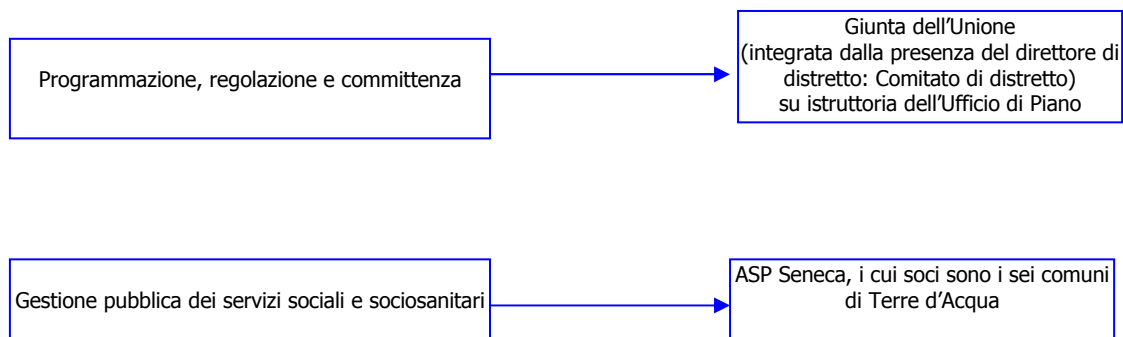 Programmazione, regolazione e committenza
Giunta dell’Unione
(integrata dalla presenza del direttore di
distretto: Comitato di distretto)
su istruttoria dell’Ufficio di Piano
Gestione pubblica dei servizi sociali e sociosanitari
ASP Seneca, i cui soci sono i sei comuni
di Terre d’Acqua